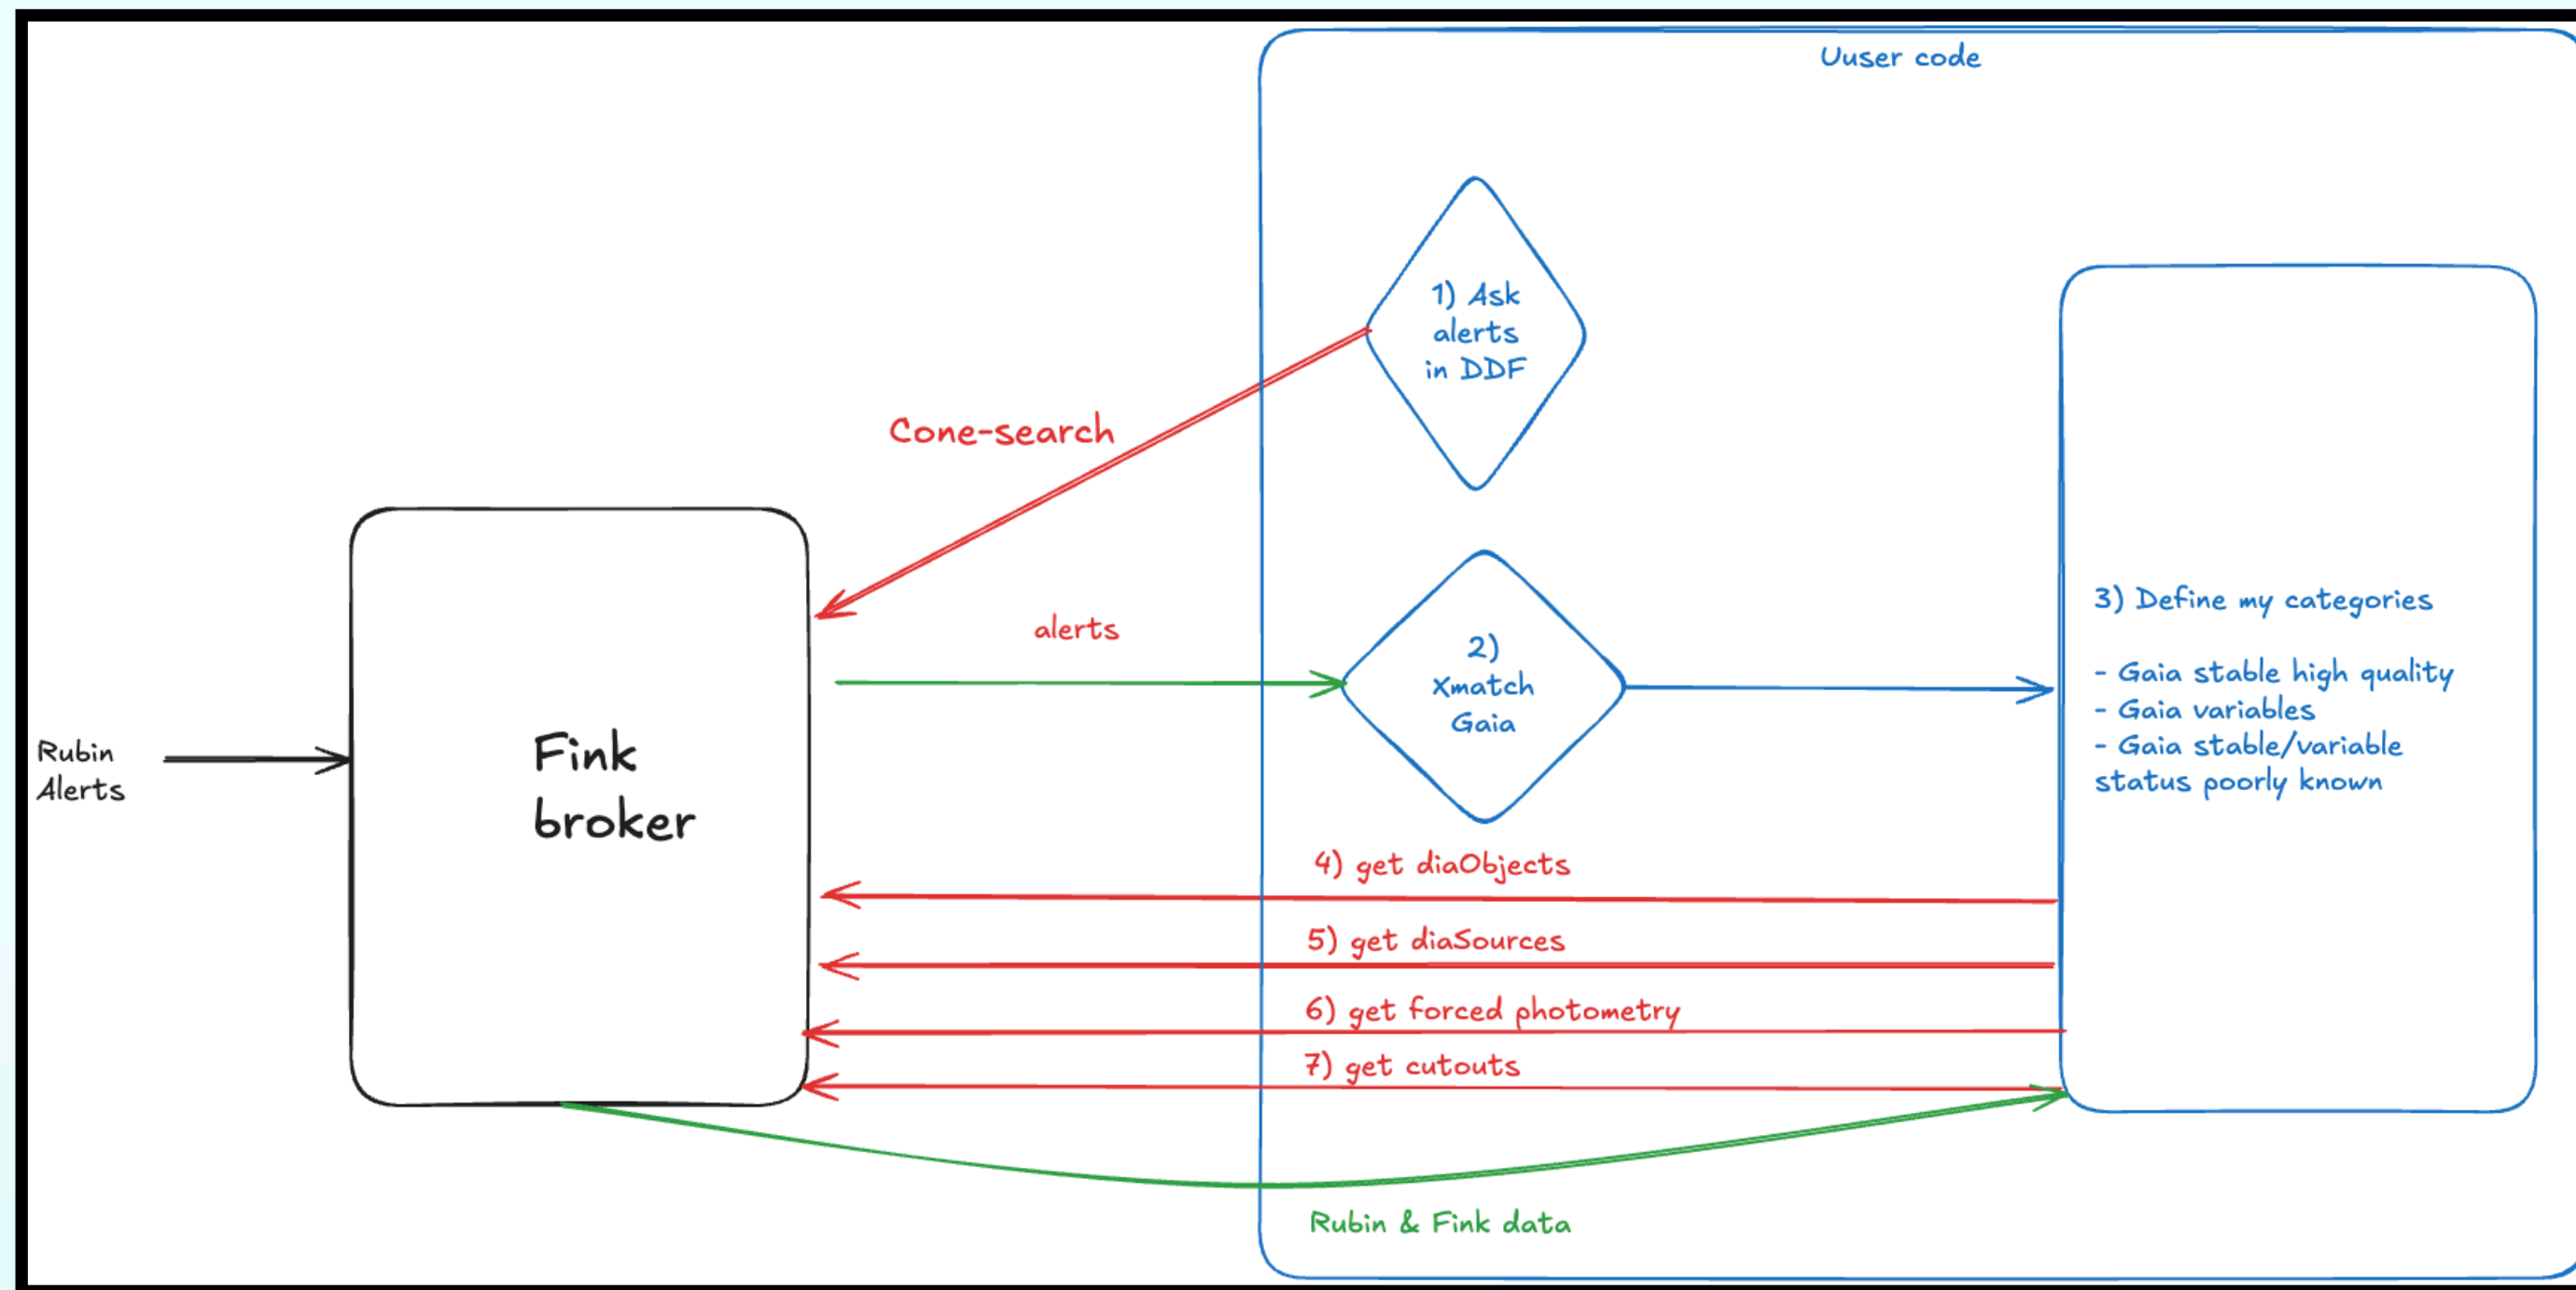 Uuser code
1) Ask
alerts
in DDF
Cone-search
alerts
2)
Xmatch
Gaia
3) Define my categories
- Gaia stable high quality
- Gaia variables
- Gaia stable/variable
status poorly known
Rubin
Alerts
Fink
broker
4) get diaObjects
5) get diaSources
6) get forced photometry
7) get cutouts
Rubin & Fink data